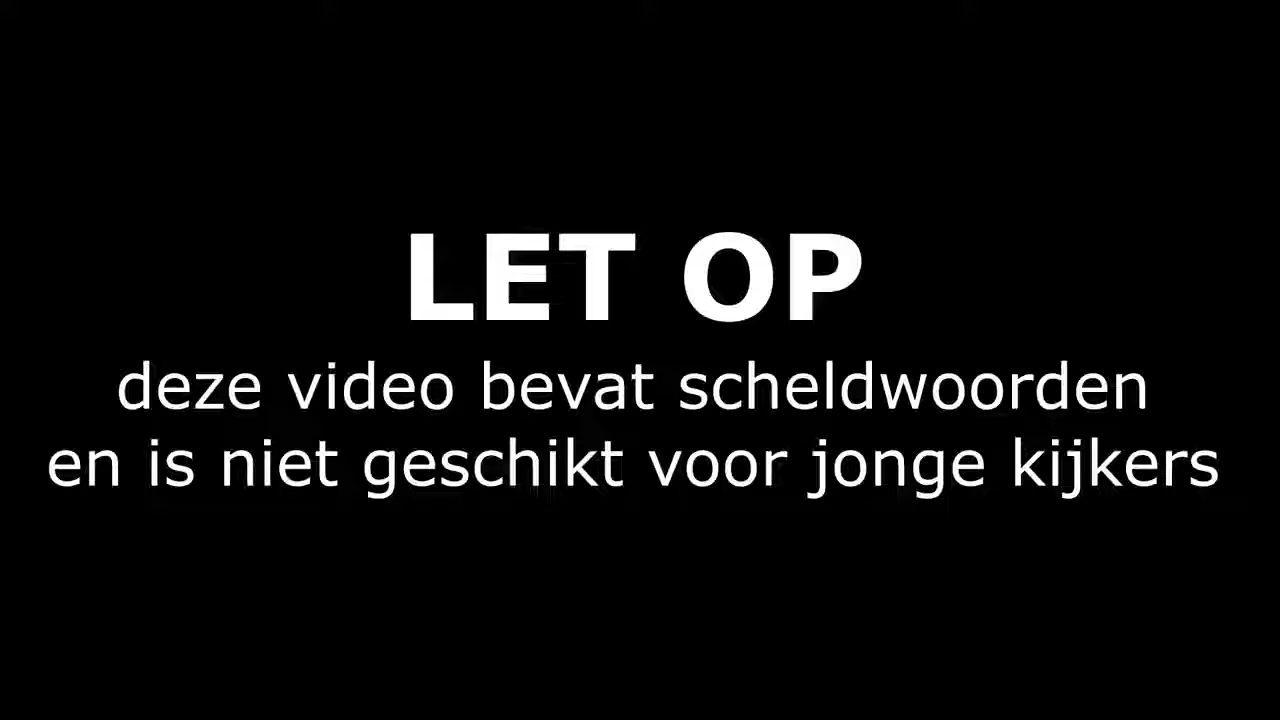 LET OP
deze video bevat scheldwoorden
en is niet geschikt voor jonge kijkers